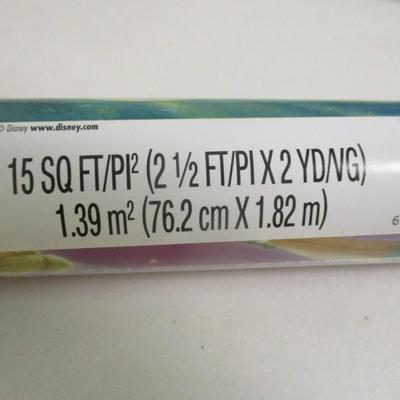 © Disney www.disney.com
15 SQ FT/PI² (2 1/2 FT/PI X 2 YD/VG)
1.39 m² (76.2 cm X 1.82 m)
6